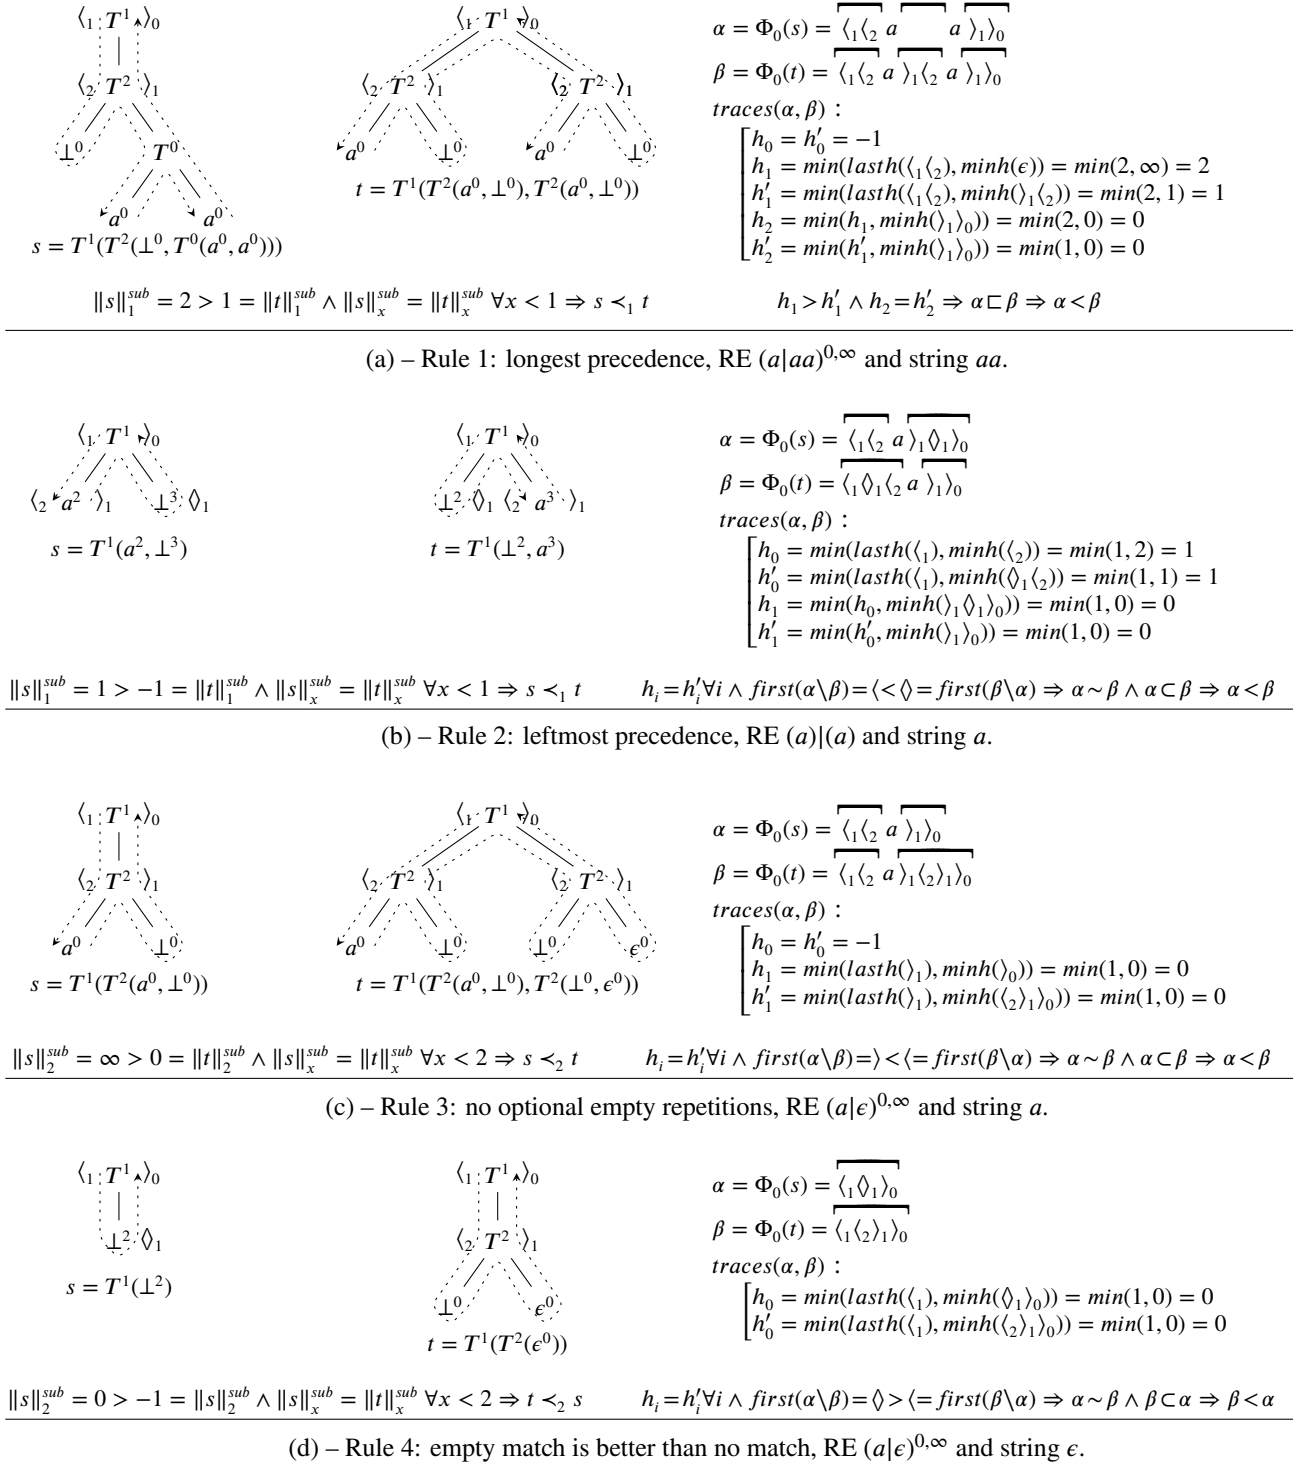 ⟨₁ T¹ ⟩₀
⟨₂ T² ⟩₁
⊥⁰ T⁰
a⁰ a⁰
s = T¹(T²(⊥⁰, T⁰(a⁰, a⁰)))
⟨₁ T¹ ⟩₀
⟨₂ T² ⟩₁ ⟨₂ T² ⟩₁
a⁰ ⊥⁰ a⁰ ⊥⁰
t = T¹(T²(a⁰, ⊥⁰), T²(a⁰, ⊥⁰))
α = Φ₀(s) = ⟨₁⟨₂ a a ⟩₁⟩₀
β = Φ₀(t) = ⟨₁⟨₂ a ⟩₁⟨₂ a ⟩₁⟩₀
traces(α, β) :
h₀ = h′₀ = −1
h₁ = min(lasth(⟨₁⟨₂), minh(ϵ)) = min(2, ∞) = 2
h′₁ = min(lasth(⟨₁⟨₂), minh(⟩₁⟨₂)) = min(2, 1) = 1
h₂ = min(h₁, minh(⟩₁⟩₀)) = min(2, 0) = 0
h′₂ = min(h′₁, minh(⟩₁⟩₀)) = min(1, 0) = 0
‖s‖₁ˢᵘᵇ = 2 > 1 = ‖t‖₁ˢᵘᵇ ∧ ‖s‖ₓˢᵘᵇ = ‖t‖ₓˢᵘᵇ ∀x < 1 ⇒ s ≺₁ t
h₁ > h′₁ ∧ h₂ = h′₂ ⇒ α ⊏ β ⇒ α < β
(a) – Rule 1: longest precedence, RE (a|aa)^{0,∞} and string aa.
⟨₁ T¹ ⟩₀
⟨₂ a² ⟩₁ ⊥³ ◊₁
s = T¹(a², ⊥³)
⟨₁ T¹ ⟩₀
⊥² ◊₁ ⟨₂ a³ ⟩₁
t = T¹(⊥², a³)
α = Φ₀(s) = ⟨₁⟨₂ a ⟩₁◊₁⟩₀
β = Φ₀(t) = ⟨₁◊₁⟨₂ a ⟩₁⟩₀
traces(α, β) :
h₀ = min(lasth(⟨₁), minh(⟨₂)) = min(1, 2) = 1
h′₀ = min(lasth(⟨₁), minh(◊₁⟨₂)) = min(1, 1) = 1
h₁ = min(h₀, minh(⟩₁◊₁⟩₀)) = min(1, 0) = 0
h′₁ = min(h′₀, minh(⟩₁⟩₀)) = min(1, 0) = 0
‖s‖₁ˢᵘᵇ = 1 > −1 = ‖t‖₁ˢᵘᵇ ∧ ‖s‖ₓˢᵘᵇ = ‖t‖ₓˢᵘᵇ ∀x < 1 ⇒ s ≺₁ t
hᵢ = h′ᵢ ∀i ∧ first(α\β) = ⟨ < ◊ = first(β\α) ⇒ α ∼ β ∧ α ⊂ β ⇒ α < β
(b) – Rule 2: leftmost precedence, RE (a)|(a) and string a.
⟨₁ T¹ ⟩₀
⟨₂ T² ⟩₁
a⁰ ⊥⁰
s = T¹(T²(a⁰, ⊥⁰))
⟨₁ T¹ ⟩₀
⟨₂ T² ⟩₁ ⟨₂ T² ⟩₁
a⁰ ⊥⁰ ⊥⁰ ϵ⁰
t = T¹(T²(a⁰, ⊥⁰), T²(⊥⁰, ϵ⁰))
α = Φ₀(s) = ⟨₁⟨₂ a ⟩₁⟩₀
β = Φ₀(t) = ⟨₁⟨₂ a ⟩₁⟨₂⟩₁⟩₀
traces(α, β) :
h₀ = h′₀ = −1
h₁ = min(lasth(⟩₁), minh(⟩₀)) = min(1, 0) = 0
h′₁ = min(lasth(⟩₁), minh(⟨₂⟩₁⟩₀)) = min(1, 0) = 0
‖s‖₂ˢᵘᵇ = ∞ > 0 = ‖t‖₂ˢᵘᵇ ∧ ‖s‖ₓˢᵘᵇ = ‖t‖ₓˢᵘᵇ ∀x < 2 ⇒ s ≺₂ t
hᵢ = h′ᵢ ∀i ∧ first(α\β) = ⟩ < ⟨ = first(β\α) ⇒ α ∼ β ∧ α ⊂ β ⇒ α < β
(c) – Rule 3: no optional empty repetitions, RE (a|ϵ)^{0,∞} and string a.
⟨₁ T¹ ⟩₀
⊥² ◊₁
s = T¹(⊥²)
⟨₁ T¹ ⟩₀
⟨₂ T² ⟩₁
⊥⁰ ϵ⁰
t = T¹(T²(ϵ⁰))
α = Φ₀(s) = ⟨₁◊₁⟩₀
β = Φ₀(t) = ⟨₁⟨₂⟩₁⟩₀
traces(α, β) :
h₀ = min(lasth(⟨₁), minh(◊₁⟩₀)) = min(1, 0) = 0
h′₀ = min(lasth(⟨₁), minh(⟨₂⟩₁⟩₀)) = min(1, 0) = 0
‖s‖₂ˢᵘᵇ = 0 > −1 = ‖s‖₂ˢᵘᵇ ∧ ‖s‖ₓˢᵘᵇ = ‖t‖ₓˢᵘᵇ ∀x < 2 ⇒ t ≺₂ s
hᵢ = h′ᵢ ∀i ∧ first(α\β) = ◊ > ⟨ = first(β\α) ⇒ α ∼ β ∧ β ⊂ α ⇒ β < α
(d) – Rule 4: empty match is better than no match, RE (a|ϵ)^{0,∞} and string ϵ.